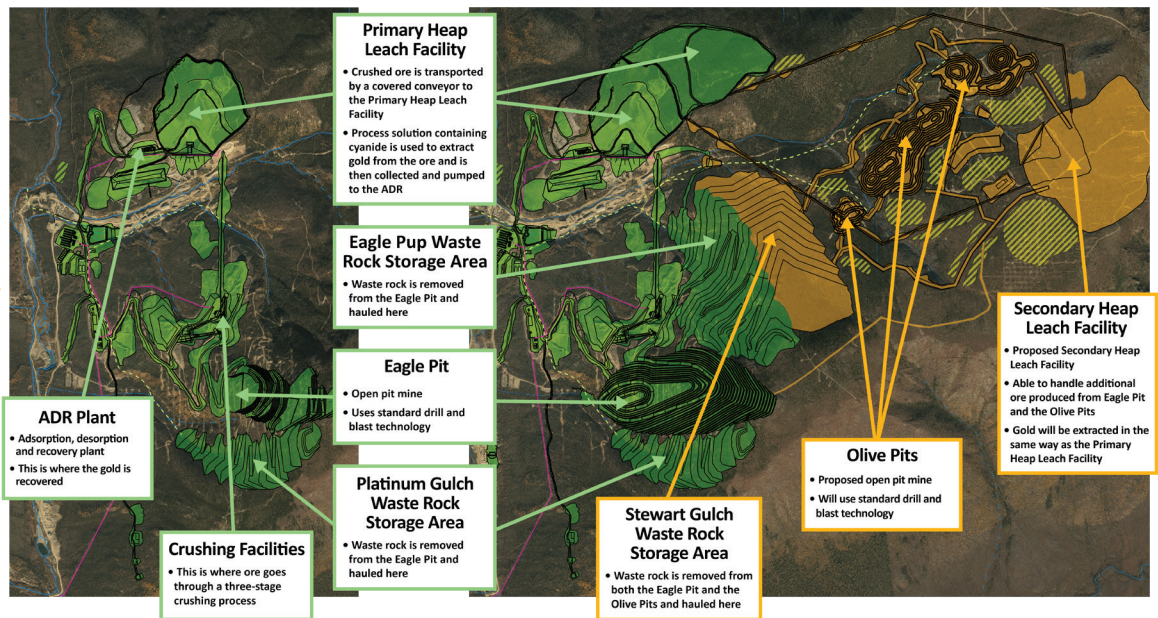 Primary Heap
Leach Facility
• Crushed ore is transported
by a covered conveyor to
the Primary Heap Leach
Facility
• Process solution containing
cyanide is used to extract
gold from the ore and is
then collected and pumped
to the ADR
Eagle Pup Waste
Rock Storage Area
• Waste rock is removed
from the Eagle Pit and
hauled here
Eagle Pit
• Open pit mine
• Uses standard drill and
blast technology
Platinum Gulch
Waste Rock
Storage Area
• Waste rock is removed
from the Eagle Pit and
hauled here
ADR Plant
• Adsorption, desorption
and recovery plant
• This is where the gold is
recovered
Crushing Facilities
• This is where ore goes
through a three-stage
crushing process
Stewart Gulch
Waste Rock
Storage Area
• Waste rock is removed from
both the Eagle Pit and the
Olive Pits and hauled here
Olive Pits
• Proposed open pit mine
• Will use standard drill and
blast technology
Secondary Heap
Leach Facility
• Proposed Secondary Heap
Leach Facility
• Able to handle additional
ore produced from Eagle Pit
and the Olive Pits
• Gold will be extracted in the
same way as the Primary
Heap Leach Facility